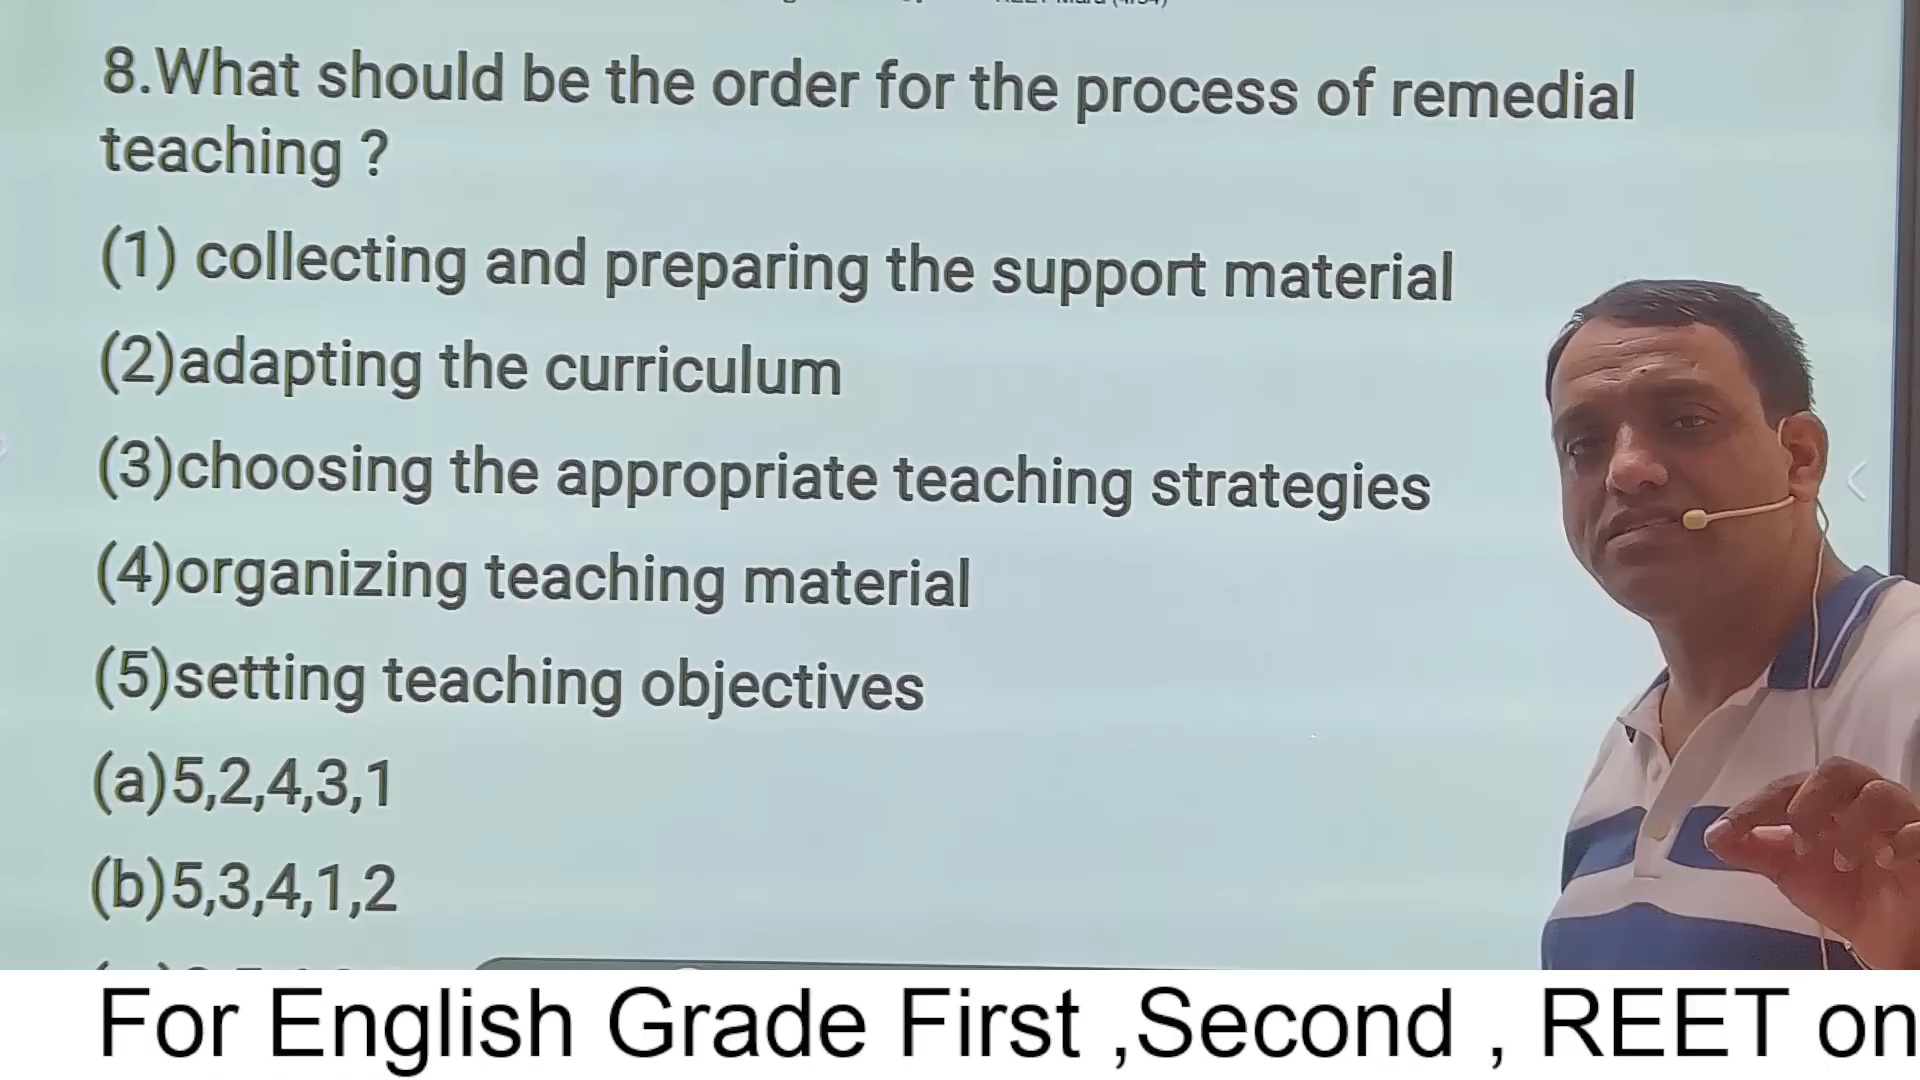 8.What should be the order for the process of remedial
teaching ?
(1) collecting and preparing the support material
(2)adapting the curriculum
(3)choosing the appropriate teaching strategies
(4)organizing teaching material
(5)setting teaching objectives
(a)5,2,4,3,1
(b)5,3,4,1,2
For English Grade First ,Second , REET on